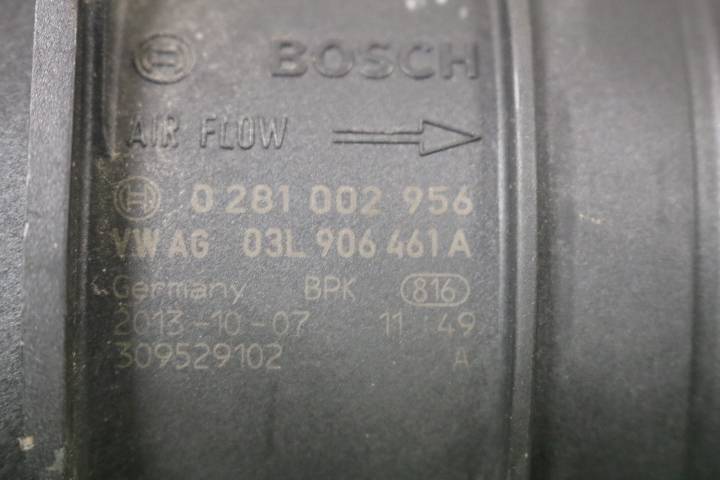 BOSCH
AIR FLOW
0 281 002 956
VW AG 03L 906 461 A
Germany BPK 816
2013-10-07 11 49
309529102 A